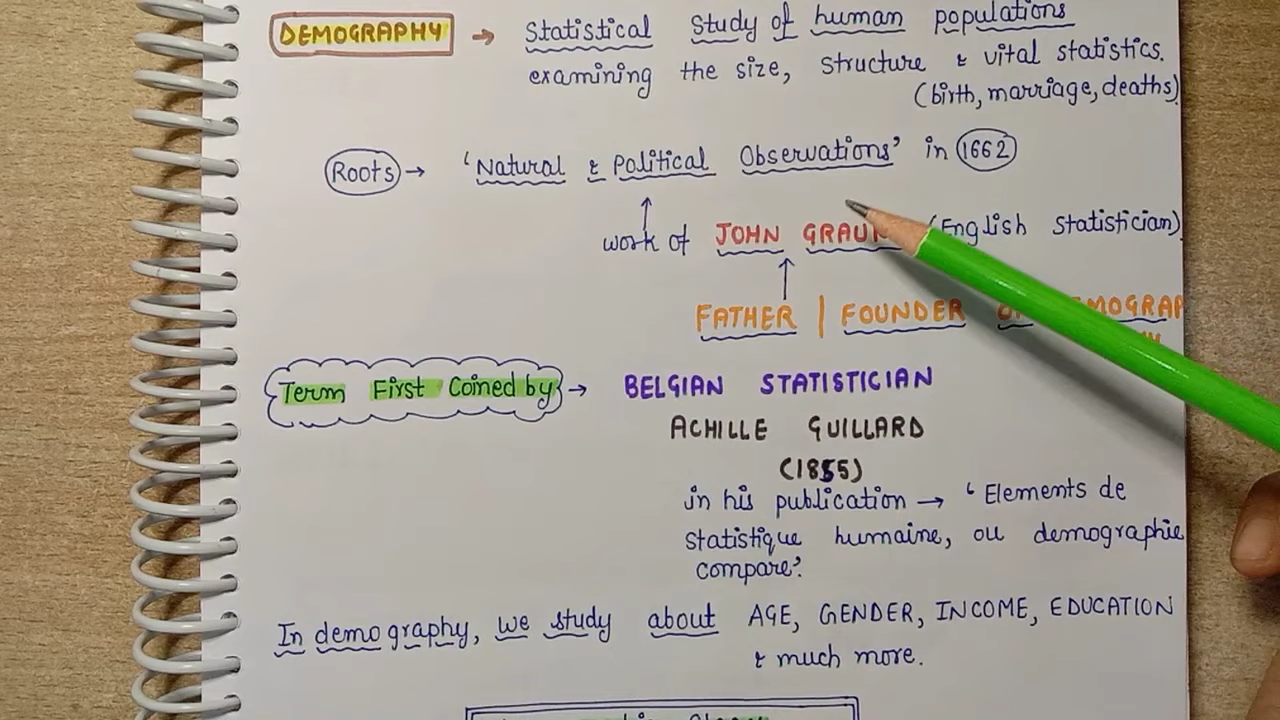 DEMOGRAPHY → Statistical study of human populations
examining the size, structure & vital statistics.
(birth, marriage, deaths)
Roots → 'Natural & Political Observations' in 1662
work of JOHN (English statistician)
FATHER | FOUNDER
Term First Coined by → BELGIAN STATISTICIAN
ACHILLE GUILLARD
(1855)
in his publication → 'Elements de
statistique humaine, ou demographie
compare'.
In demography, we study about AGE, GENDER, INCOME, EDUCATION
& much more.